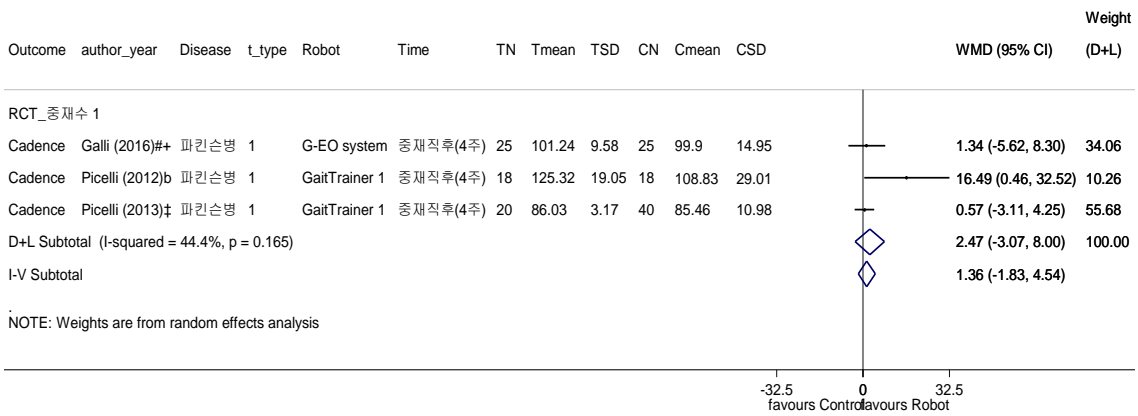 Weight
Outcome author_year Disease t_type Robot Time TN Tmean TSD CN Cmean CSD WMD (95% CI) (D+L)
RCT_중재수 1
Cadence Galli (2016)#+ 파킨슨병 1 G-EO system 중재직후(4주) 25 101.24 9.58 25 99.9 14.95 1.34 (-5.62, 8.30) 34.06
Cadence Picelli (2012)b 파킨슨병 1 GaitTrainer 1 중재직후(4주) 18 125.32 19.05 18 108.83 29.01 16.49 (0.46, 32.52) 10.26
Cadence Picelli (2013)‡ 파킨슨병 1 GaitTrainer 1 중재직후(4주) 20 86.03 3.17 40 85.46 10.98 0.57 (-3.11, 4.25) 55.68
D+L Subtotal (I-squared = 44.4%, p = 0.165) 2.47 (-3.07, 8.00) 100.00
I-V Subtotal 1.36 (-1.83, 4.54)
.
NOTE: Weights are from random effects analysis
-32.5 0 32.5
favours Control favours Robot